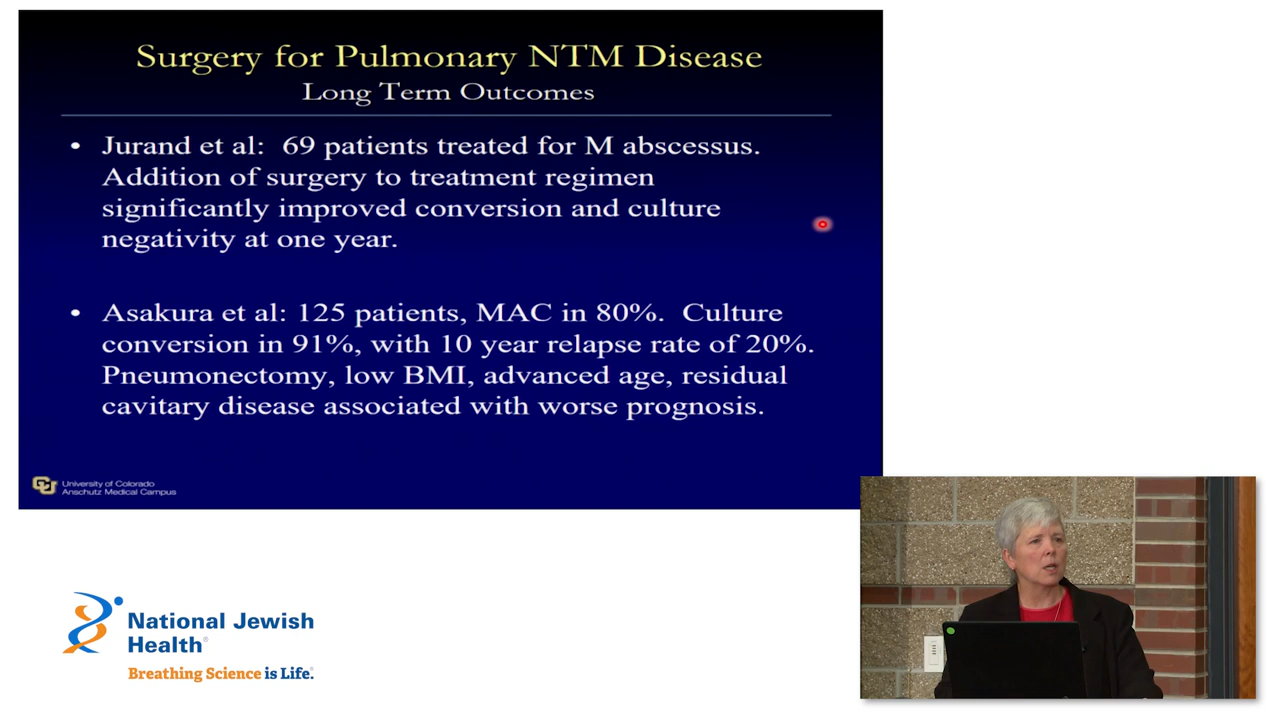 Surgery for Pulmonary NTM Disease
Long Term Outcomes
• Jurand et al: 69 patients treated for M abscessus.
Addition of surgery to treatment regimen
significantly improved conversion and culture
negativity at one year.
• Asakura et al: 125 patients, MAC in 80%. Culture
conversion in 91%, with 10 year relapse rate of 20%.
Pneumonectomy, low BMI, advanced age, residual
cavitary disease associated with worse prognosis.
CU
University of Colorado
Anschutz Medical Campus
National Jewish
Health®
Breathing Science is Life.®